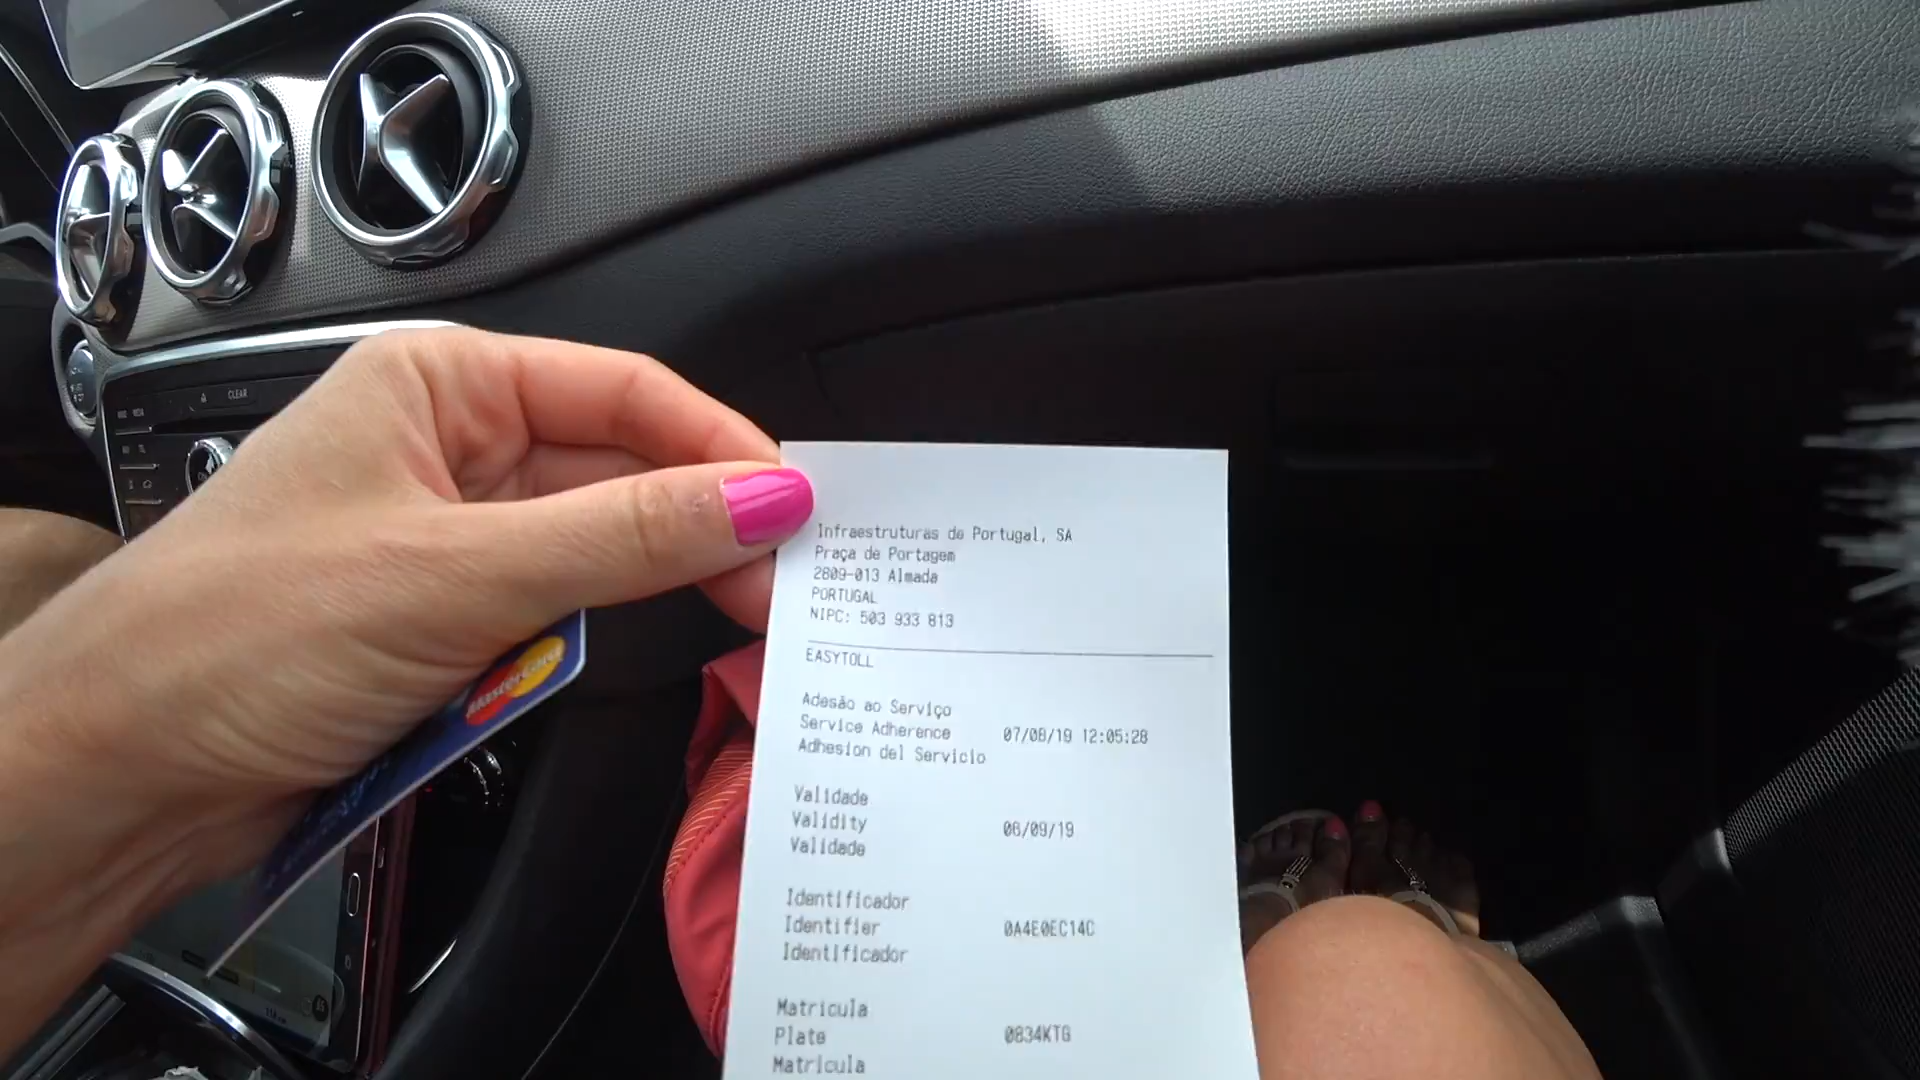 CLEAR
MasterCard
Infraestruturas de Portugal, SA
Praça de Portagem
2809-013 Almada
PORTUGAL
NIPC: 503 933 813
EASYTOLL
Adesão ao Serviço
Service Adherence 07/08/19 12:05:28
Adhesion del Servicio
Validade
Validity 06/09/19
Validade
Identificador
Identifier 0A4E0EC14C
Identificador
Matricula
Plate 0834KTG
Matricula